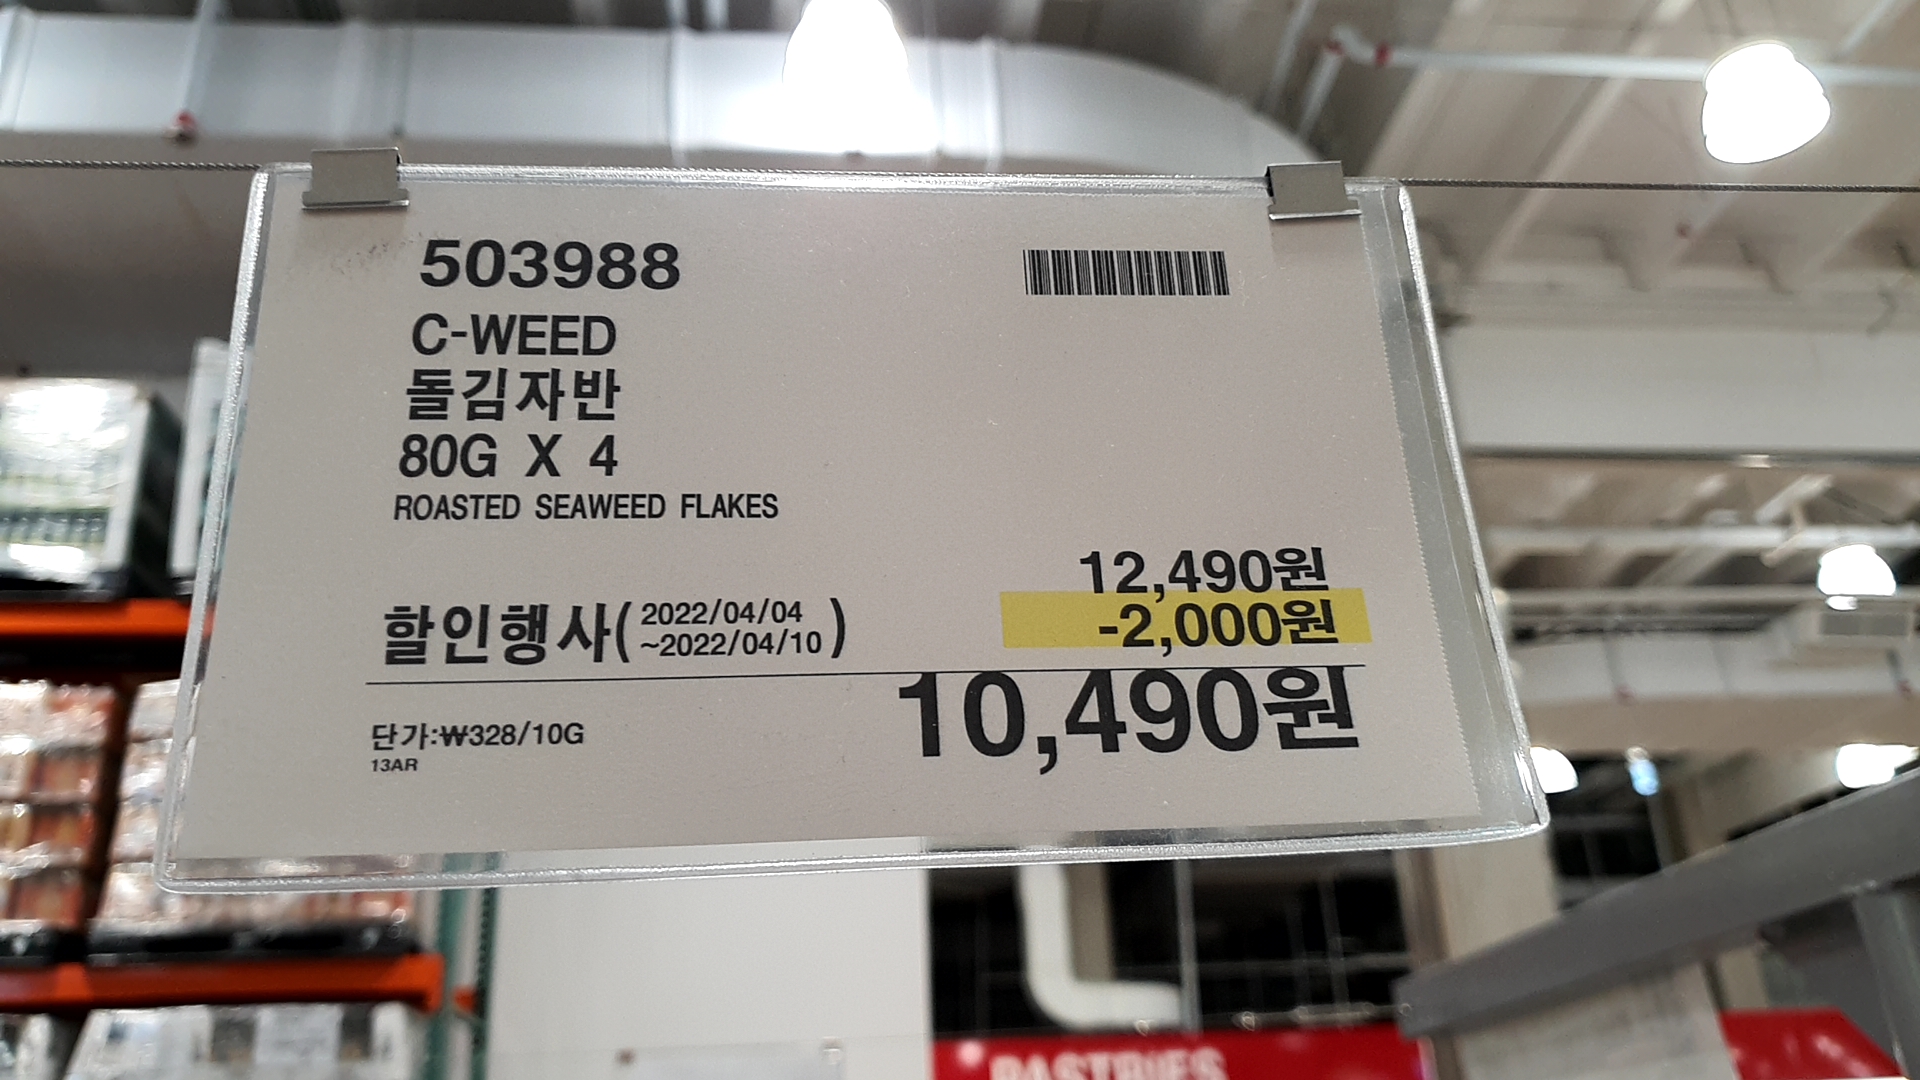 503988
C-WEED
돌김자반
80G X 4
ROASTED SEAWEED FLAKES
12,490원
할인행사( 2022/04/04 ~2022/04/10 )
-2,000원
10,490원
단가:₩328/10G
13AR
PASTRIES